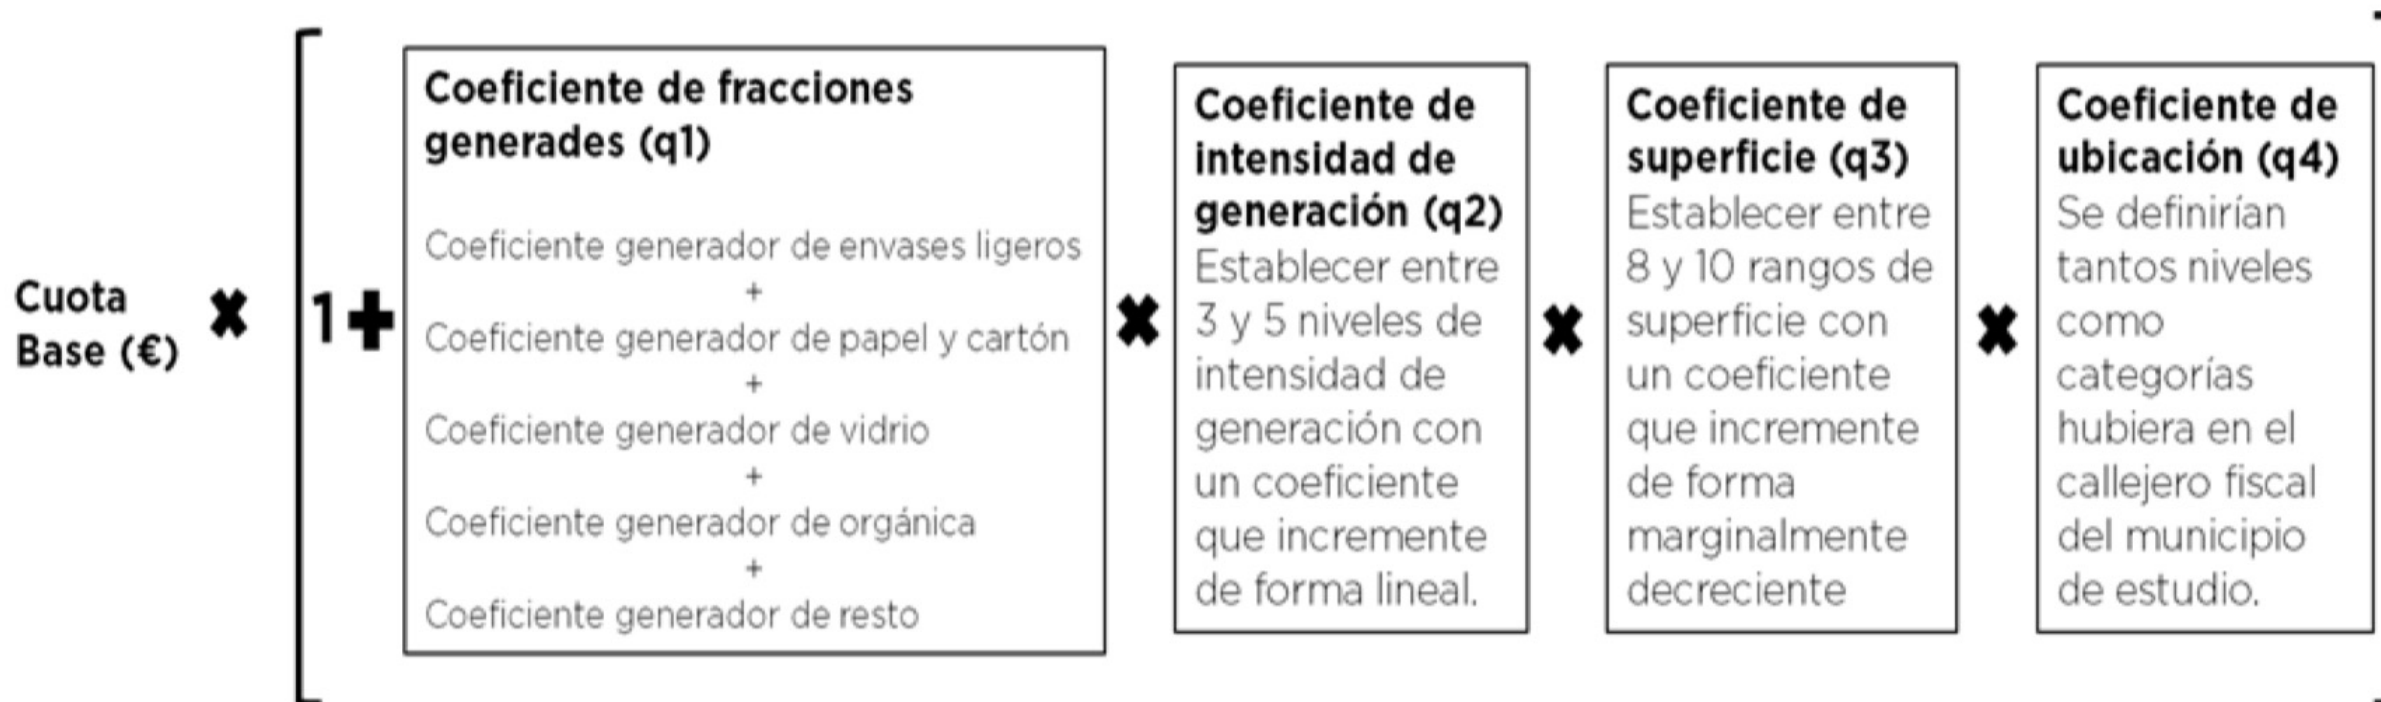 Cuota
Base (€)
✖
[
1+
Coeficiente de fracciones
generades (q1)
Coeficiente generador de envases ligeros
+
Coeficiente generador de papel y cartón
+
Coeficiente generador de vidrio
+
Coeficiente generador de orgánica
+
Coeficiente generador de resto
✖
Coeficiente de
intensidad de
generación (q2)
Establecer entre
3 y 5 niveles de
intensidad de
generación con
un coeficiente
que incremente
de forma lineal.
✖
Coeficiente de
superficie (q3)
Establecer entre
8 y 10 rangos de
superficie con
un coeficiente
que incremente
de forma
marginalmente
decreciente
✖
Coeficiente de
ubicación (q4)
Se definirían
tantos niveles
como
categorías
hubiera en el
callejero fiscal
del municipio
de estudio.
]